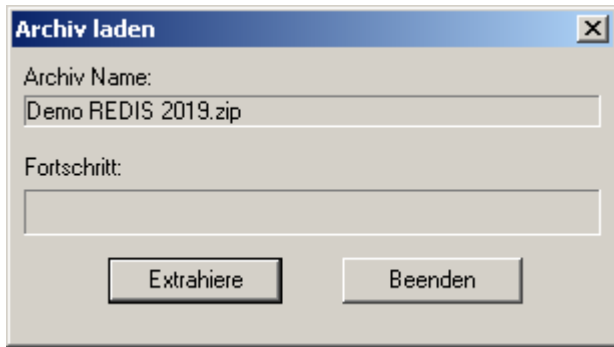 Archiv laden
Archiv Name:
Demo REDIS 2019.zip
Fortschritt:
Extrahiere
Beenden